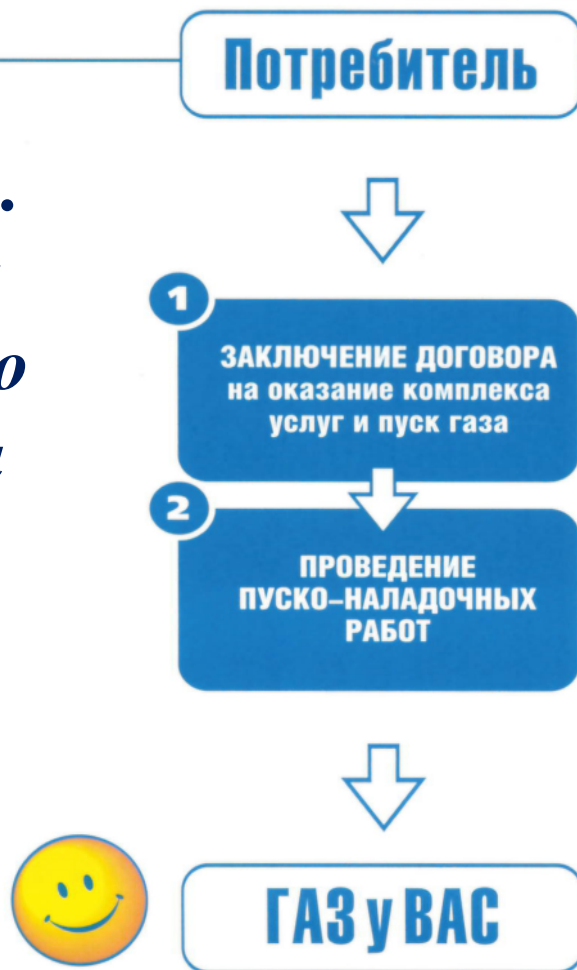 Потребитель
1
ЗАКЛЮЧЕНИЕ ДОГОВОРА
на оказание комплекса
услуг и пуск газа
2
ПРОВЕДЕНИЕ
ПУСКО–НАЛАДОЧНЫХ
РАБОТ
ГАЗ у ВАС